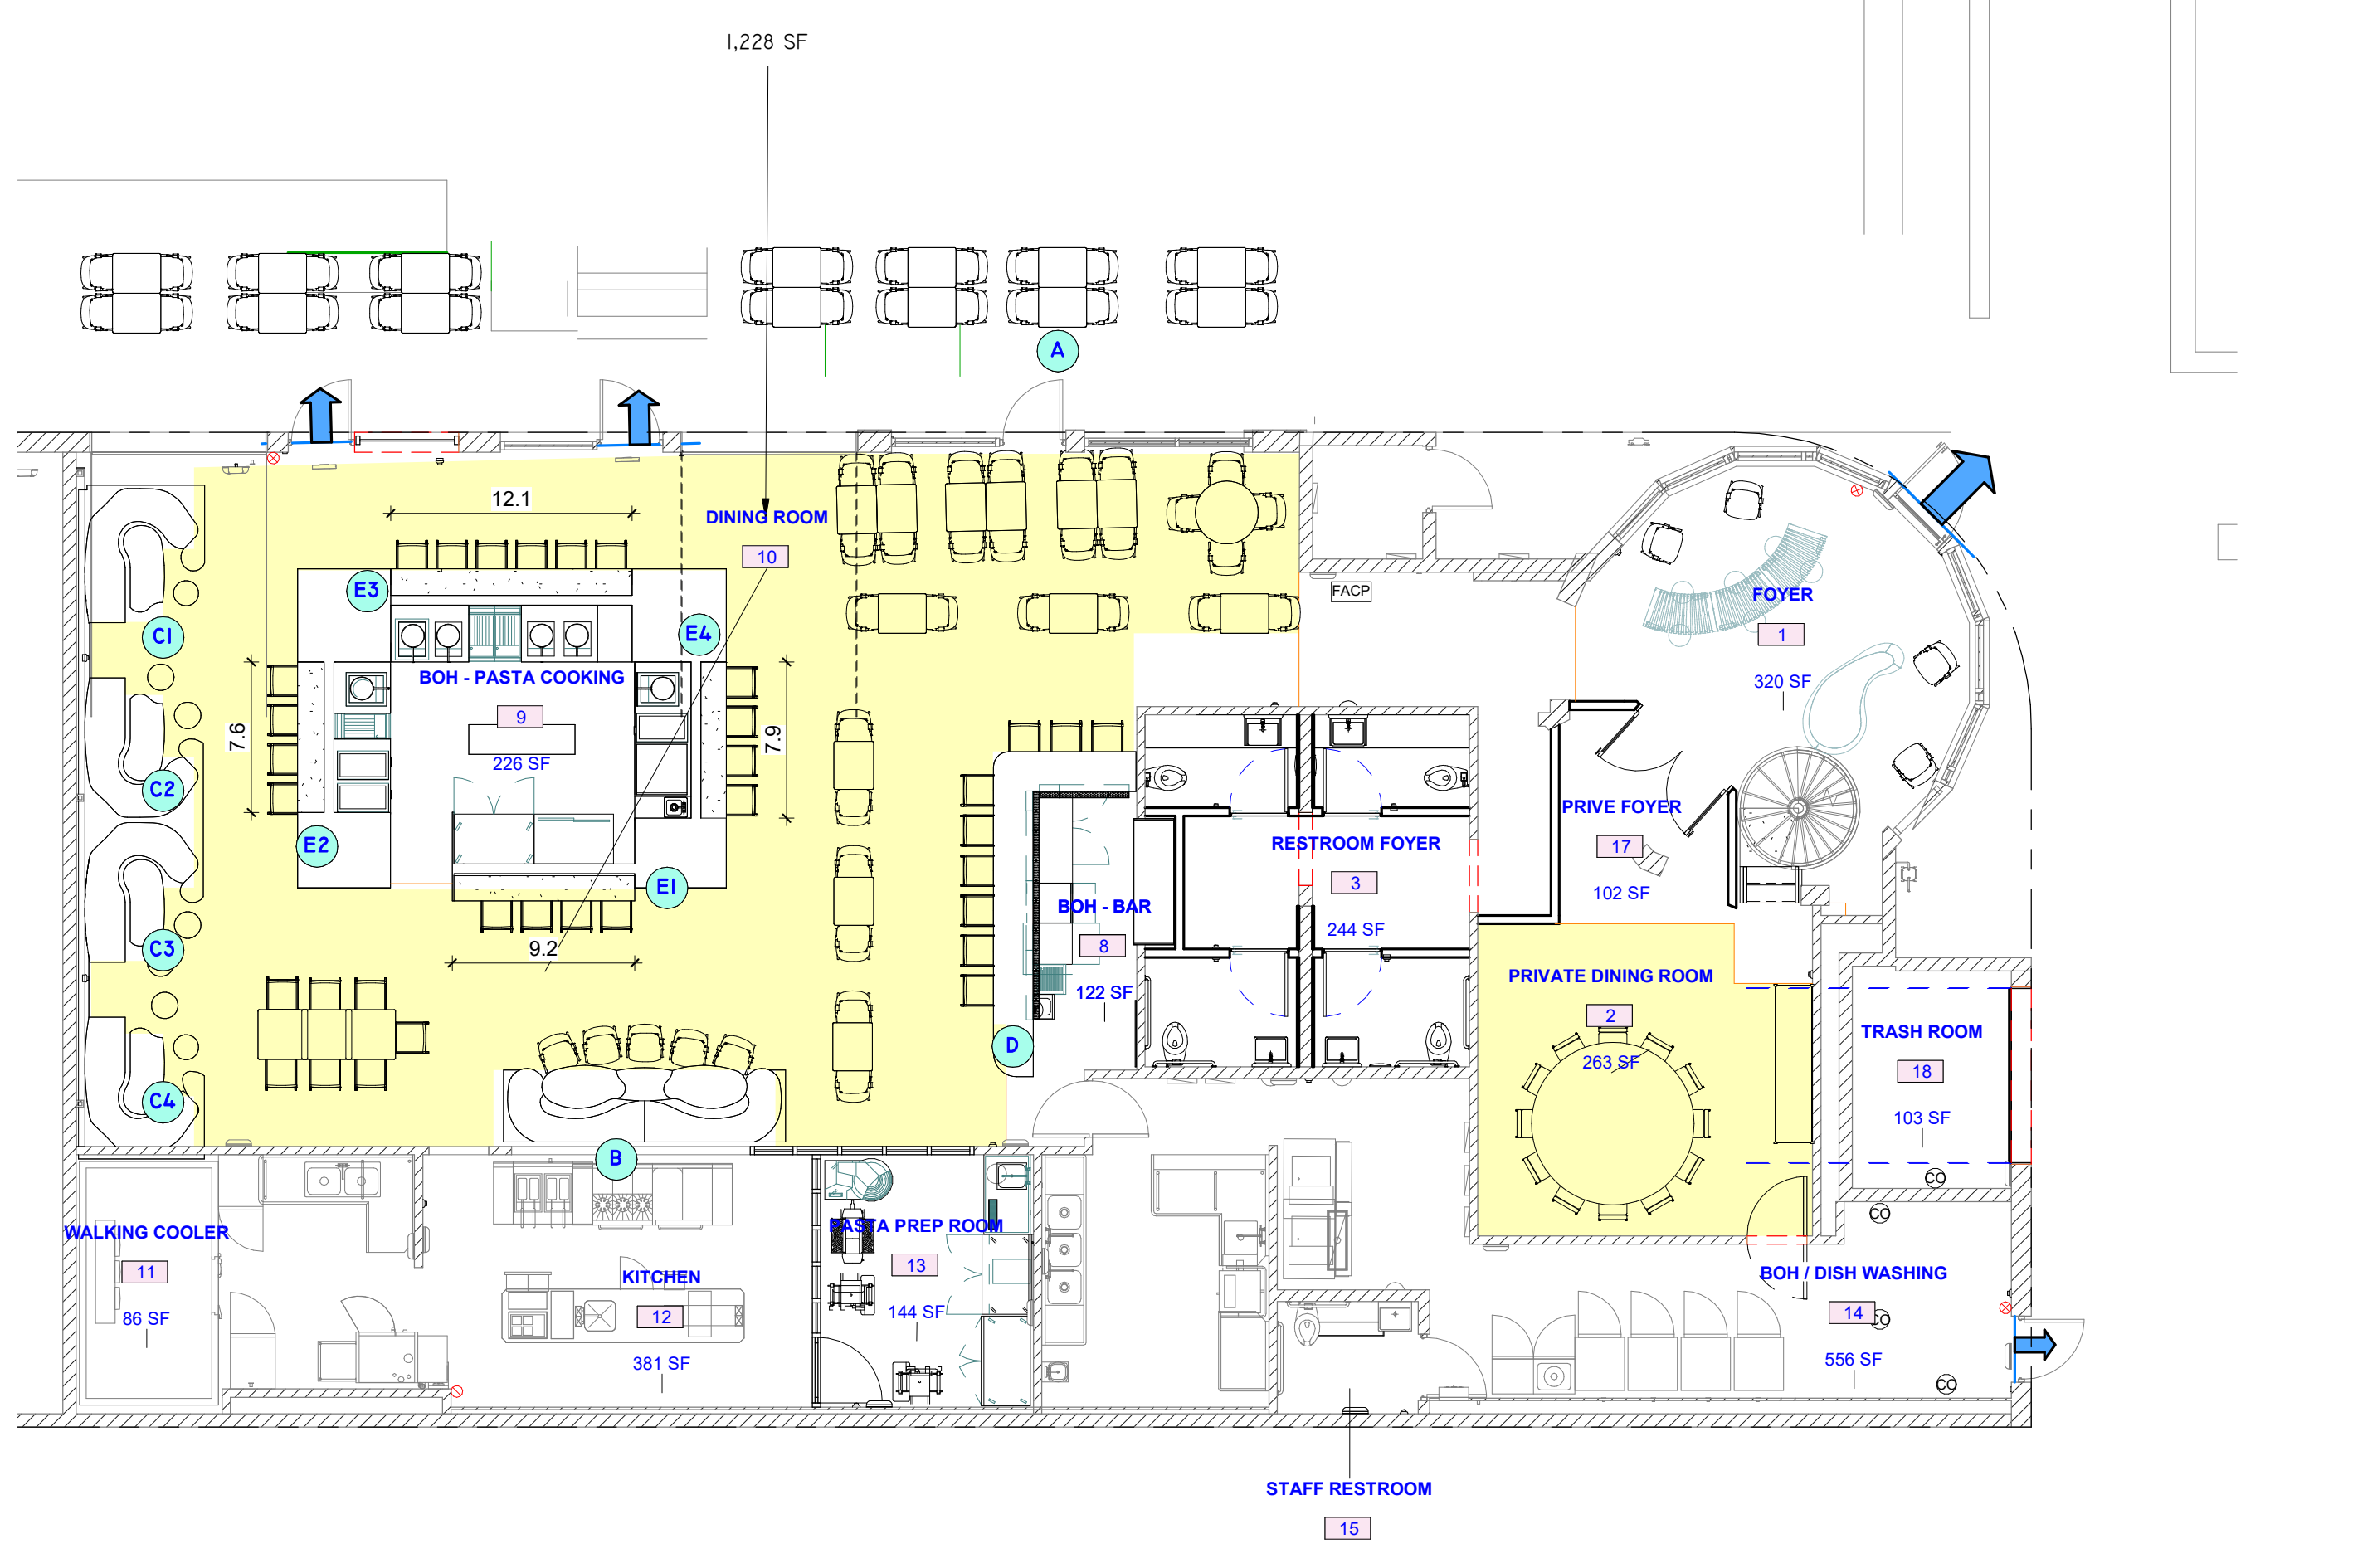 1,228 SF
A
12.1
DINING ROOM
10
E3
FACP
FOYER
1
C1
E4
BOH - PASTA COOKING
320 SF
9
7.6
7.9
226 SF
C2
PRIVE FOYER
E2
RESTROOM FOYER
17
3
E1
102 SF
BOH - BAR
244 SF
8
C3
9.2
PRIVATE DINING ROOM
122 SF
2
TRASH ROOM
D
263 SF
18
C4
103 SF
B
CO
CO
WALKING COOLER
PASTA PREP ROOM
11
13
KITCHEN
BOH / DISH WASHING
86 SF
12
144 SF
14
CO
381 SF
556 SF
CO
STAFF RESTROOM
15